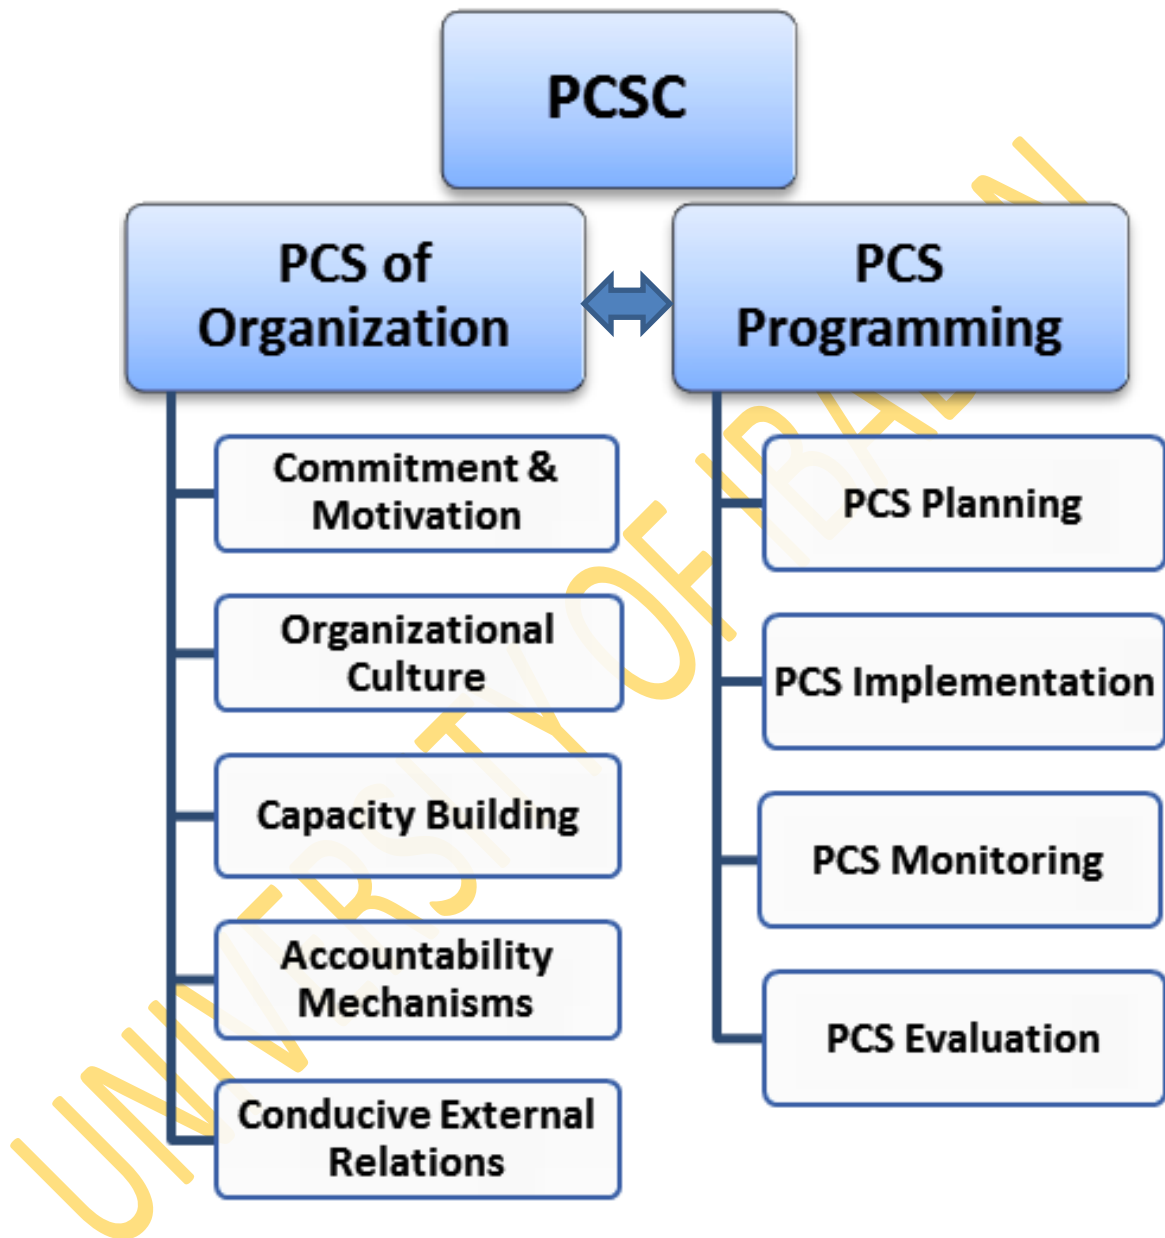 PCSC
PCS of
Organization
PCS
Programming
Commitment &
Motivation
Organizational
Culture
Capacity Building
Accountability
Mechanisms
Conducive External
Relations
PCS Planning
PCS Implementation
PCS Monitoring
PCS Evaluation
UNIVERSITY OF IBADAN